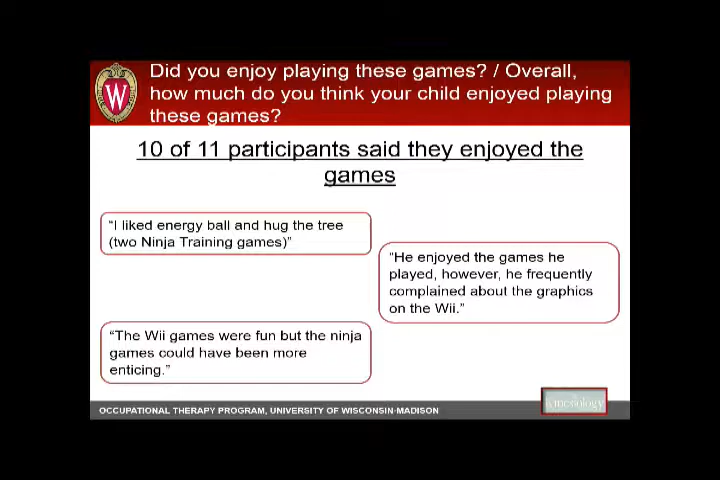 Did you enjoy playing these games? / Overall,
how much do you think your child enjoyed playing
these games?
W
10 of 11 participants said they enjoyed the
games
“I liked energy ball and hug the tree
(two Ninja Training games)”
“He enjoyed the games he
played, however, he frequently
complained about the graphics
on the Wii.”
“The Wii games were fun but the ninja
games could have been more
enticing.”
kinesiology
OCCUPATIONAL THERAPY PROGRAM, UNIVERSITY OF WISCONSIN-MADISON